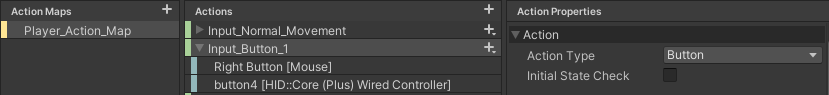 Action Maps +
Player_Action_Map
Actions +
Input_Normal_Movement +
Input_Button_1 +
Right Button [Mouse]
button4 [HID::Core (Plus) Wired Controller]
Action Properties
Action
Action Type Button
Initial State Check